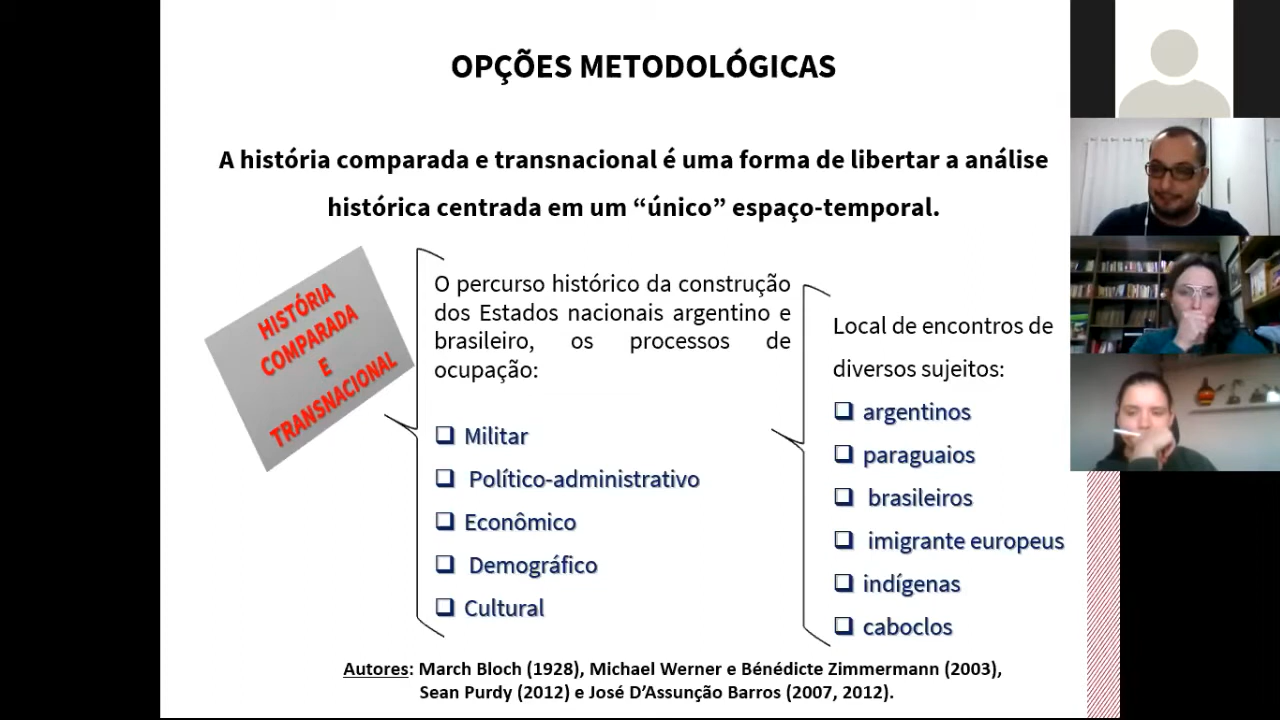 OPÇÕES METODOLÓGICAS
A história comparada e transnacional é uma forma de libertar a análise
histórica centrada em um “único” espaço-temporal.
HISTÓRIA
COMPARADA
E
TRANSNACIONAL
O percurso histórico da construção
dos Estados nacionais argentino e
brasileiro, os processos de
ocupação:
Militar
Político-administrativo
Econômico
Demográfico
Cultural
Local de encontros de
diversos sujeitos:
argentinos
paraguaios
brasileiros
imigrante europeus
indígenas
caboclos
Autores: March Bloch (1928), Michael Werner e Bénédicte Zimmermann (2003),
Sean Purdy (2012) e José D’Assunção Barros (2007, 2012).